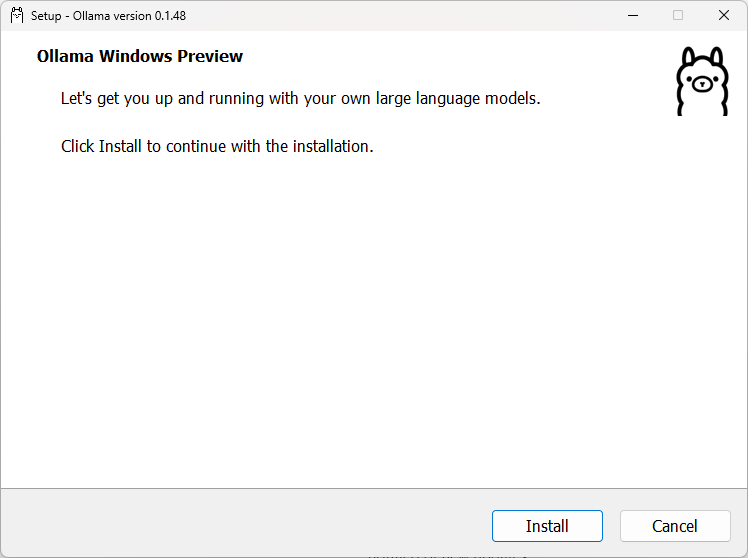 Setup - Ollama version 0.1.48
Ollama Windows Preview
Let's get you up and running with your own large language models.
Click Install to continue with the installation.
Install
Cancel